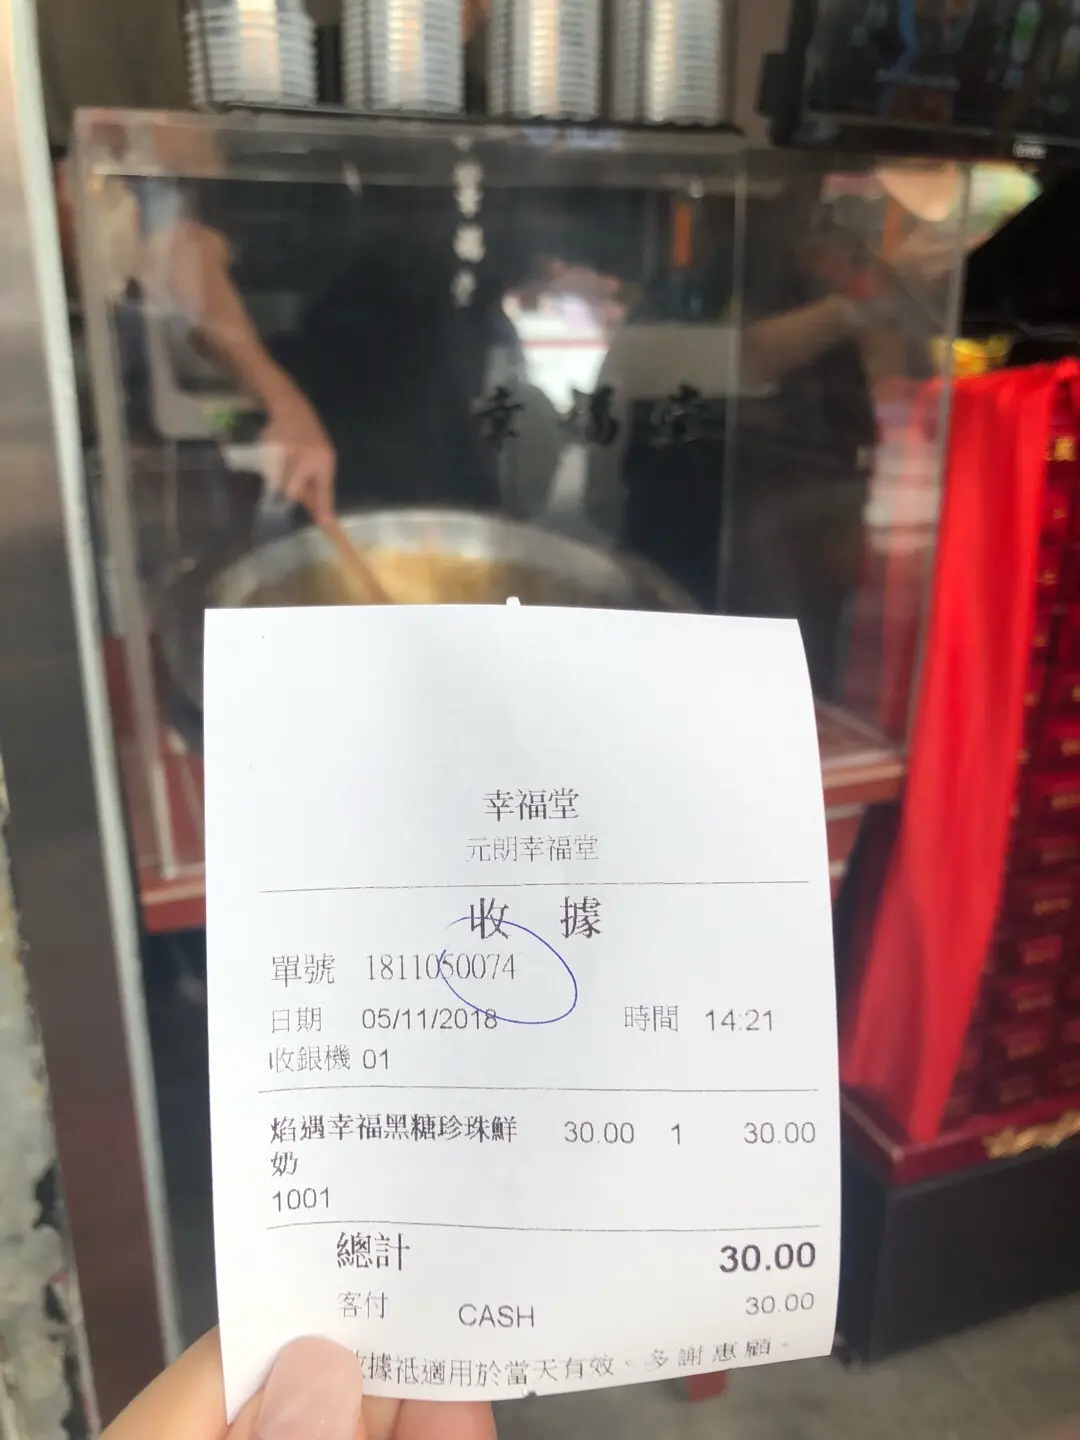 幸福堂
幸福堂
元朗幸福堂
收 據
單號 1811050074
日期 05/11/2018 時間 14:21
收銀機 01
焰遇幸福黑糖珍珠鮮 30.00 1 30.00
奶
1001
總計 30.00
客付 CASH 30.00
據祗適用於當天有效。多謝惠顧。